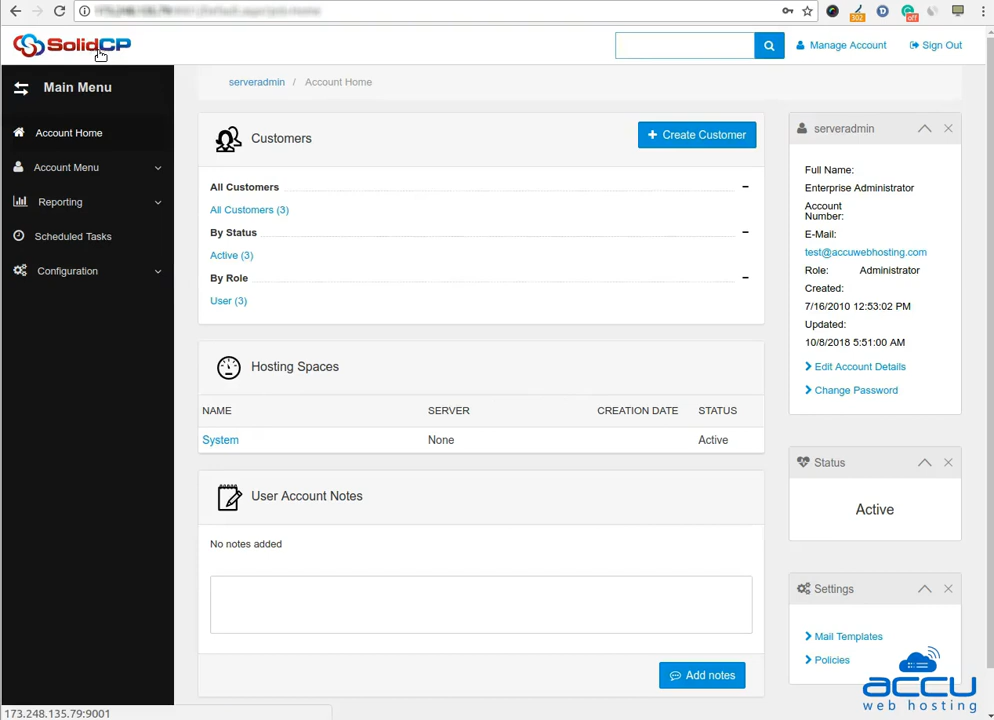 SolidCP
Manage Account
Sign Out
Main Menu
serveradmin / Account Home
Account Home
Account Menu
Reporting
Scheduled Tasks
Configuration
Customers
Create Customer
All Customers
All Customers (3)
By Status
Active (3)
By Role
User (3)
Hosting Spaces
NAME SERVER CREATION DATE STATUS
System None Active
User Account Notes
No notes added
Add notes
serveradmin
Full Name:
Enterprise Administrator
Account
Number:
E-Mail:
test@accuwebhosting.com
Role: Administrator
Created:
7/16/2010 12:53:02 PM
Updated:
10/8/2018 5:51:00 AM
Edit Account Details
Change Password
Status
Active
Settings
Mail Templates
Policies
accu
web hosting
173.248.135.79:9001
302
off